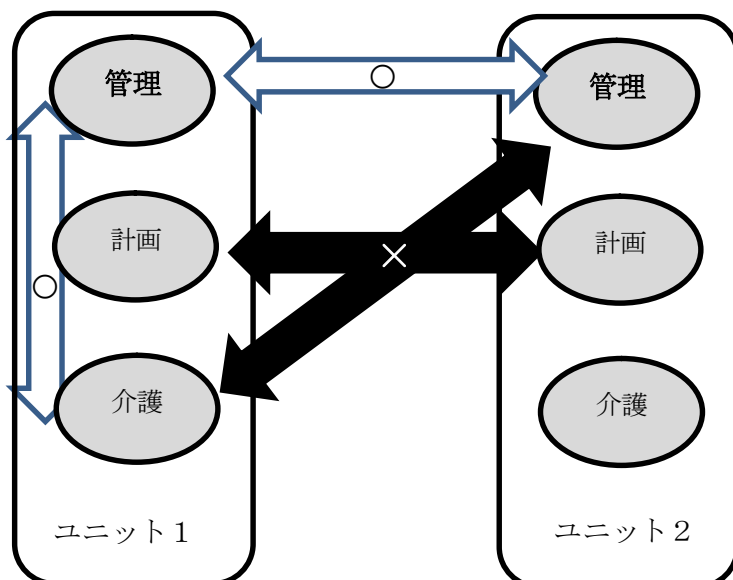 管理
○
管理
計画
×
計画
○
介護
介護
ユニット１
ユニット２